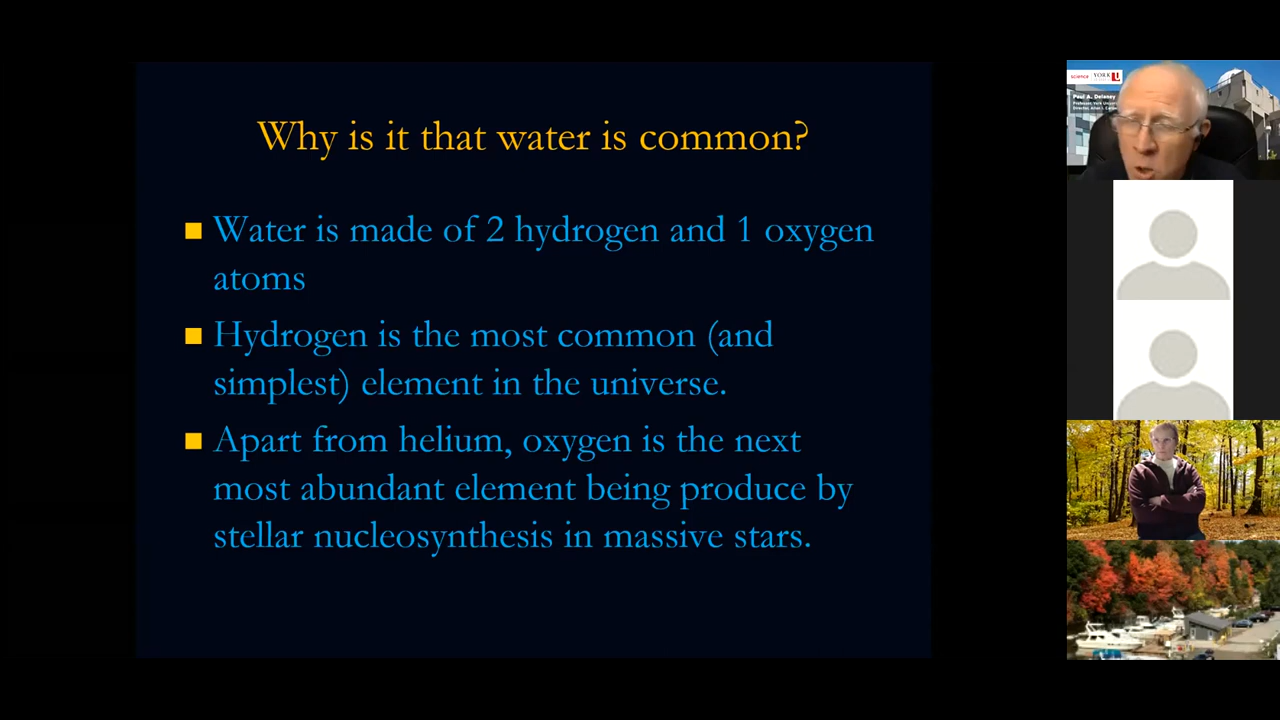 Why is it that water is common?
Water is made of 2 hydrogen and 1 oxygen
atoms
Hydrogen is the most common (and
simplest) element in the universe.
Apart from helium, oxygen is the next
most abundant element being produce by
stellar nucleosynthesis in massive stars.
science YORK U
Paul A. Delaney